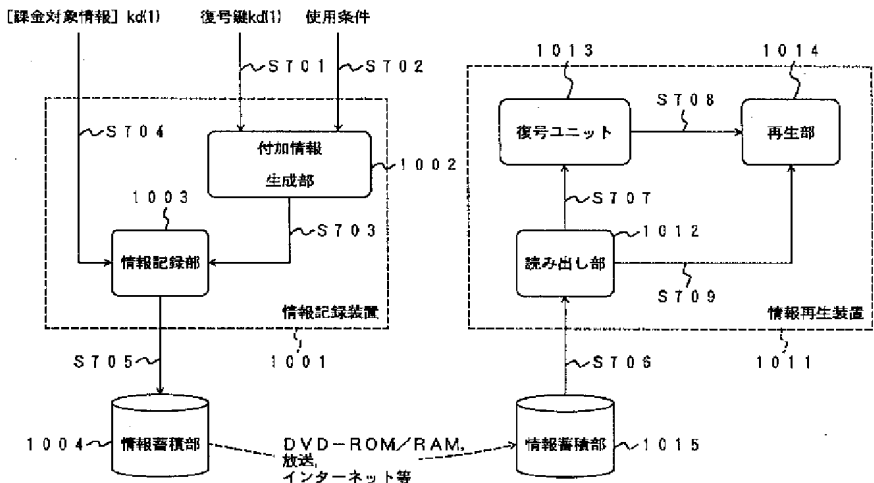 [課金対象情報] kd(1)
復号鍵kd(1)
使用条件
S701
S702
S704
付加情報
生成部
1002
1003
S703
情報記録部
情報記録装置
S705
1001
1004
情報蓄積部
DVD-ROM/RAM,
放送,
インターネット等
1013
1014
S708
復号ユニット
再生部
S707
1012
読み出し部
S709
情報再生装置
S706
1011
情報蓄積部
1015